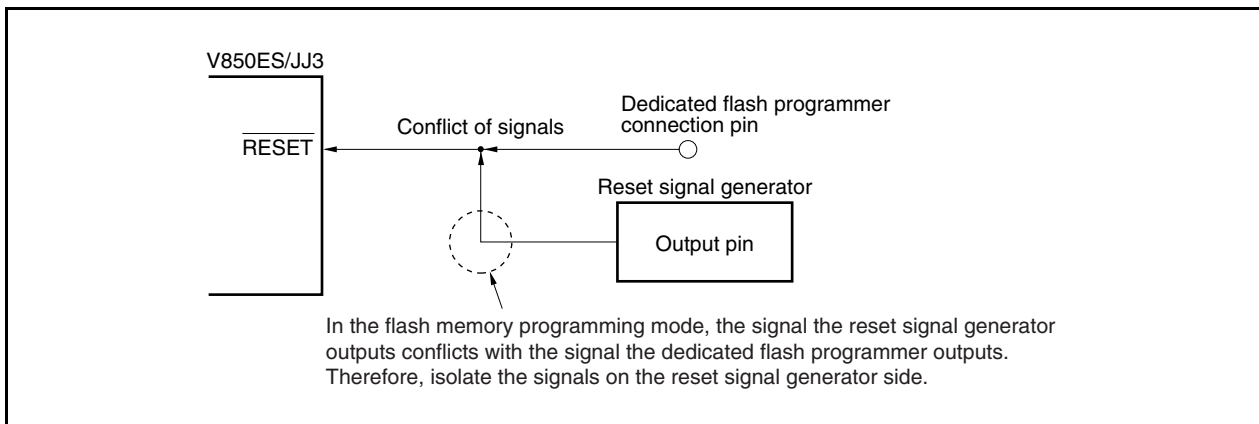 V850ES/JJ3
Dedicated flash programmer
connection pin
Conflict of signals
RESET
Reset signal generator
Output pin
In the flash memory programming mode, the signal the reset signal generator
outputs conflicts with the signal the dedicated flash programmer outputs.
Therefore, isolate the signals on the reset signal generator side.